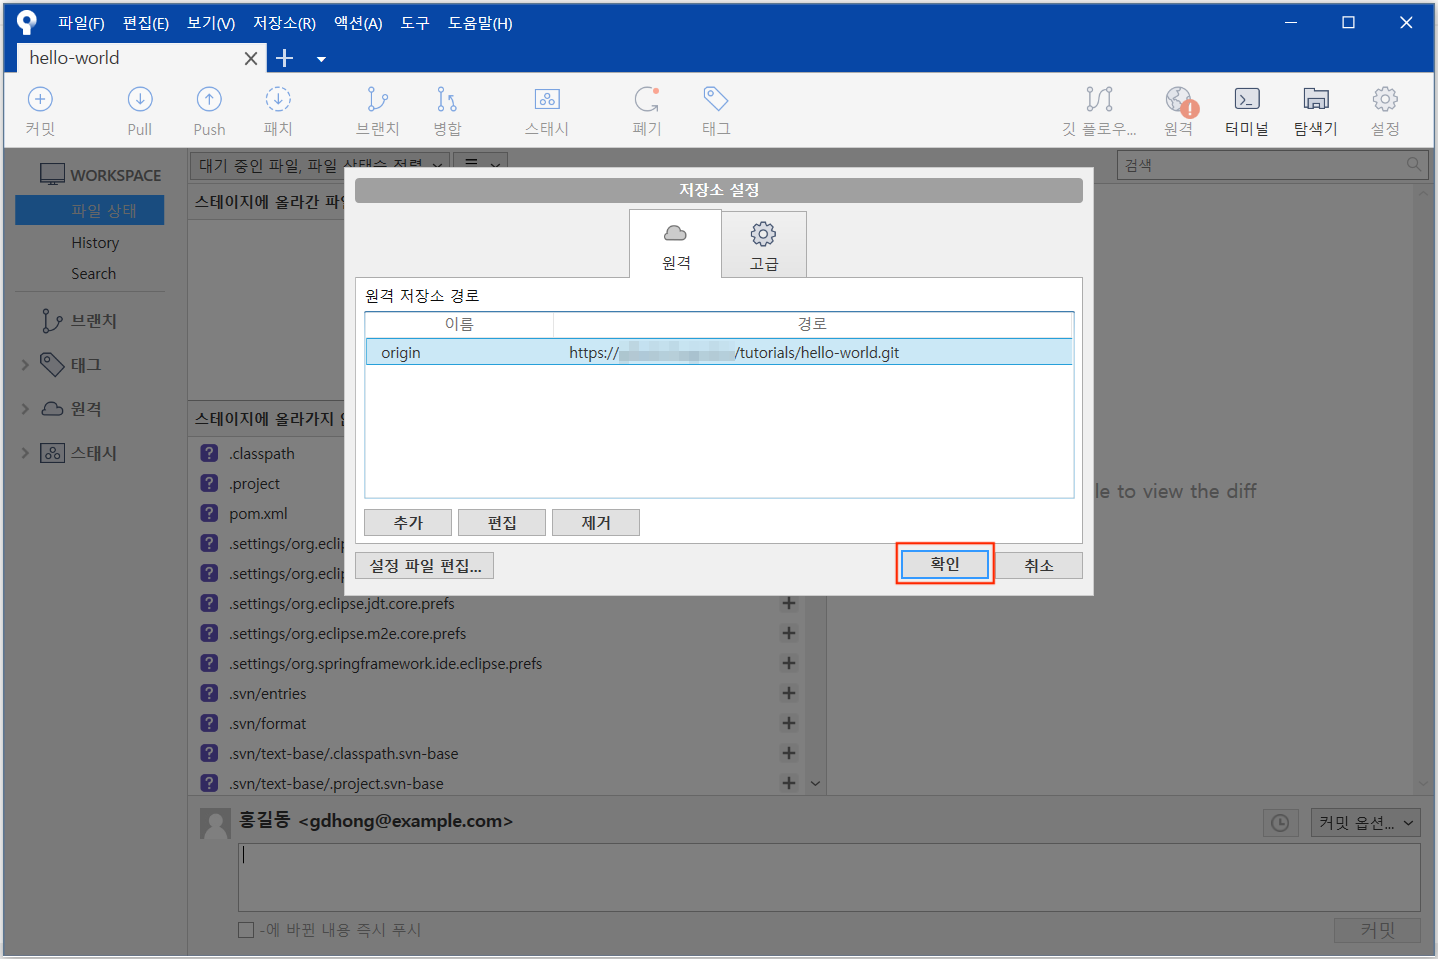 파일(F) 편집(E) 보기(V) 저장소(R) 액션(A) 도구 도움말(H)
hello-world
커밋 Pull Push 패치 브랜치 병합 스태시 폐기 태그 깃 플로우... 원격 터미널 탐색기 설정
WORKSPACE
파일 상태
History
Search
브랜치
태그
원격
스태시
대기 중인 파일, 파일 상태순 정렬
검색
스테이지에 올라간 파일
스테이지에 올라가지
le to view the diff
저장소 설정
원격
고급
원격 저장소 경로
이름 경로
origin https:// /tutorials/hello-world.git
추가 편집 제거
설정 파일 편집... 확인 취소
.classpath
.project
pom.xml
.settings/org.eclip
.settings/org.eclip
.settings/org.eclipse.jdt.core.prefs
.settings/org.eclipse.m2e.core.prefs
.settings/org.springframework.ide.eclipse.prefs
.svn/entries
.svn/format
.svn/text-base/.classpath.svn-base
.svn/text-base/.project.svn-base
홍길동 <gdhong@example.com>
커밋 옵션...
-에 바뀐 내용 즉시 푸시
커밋